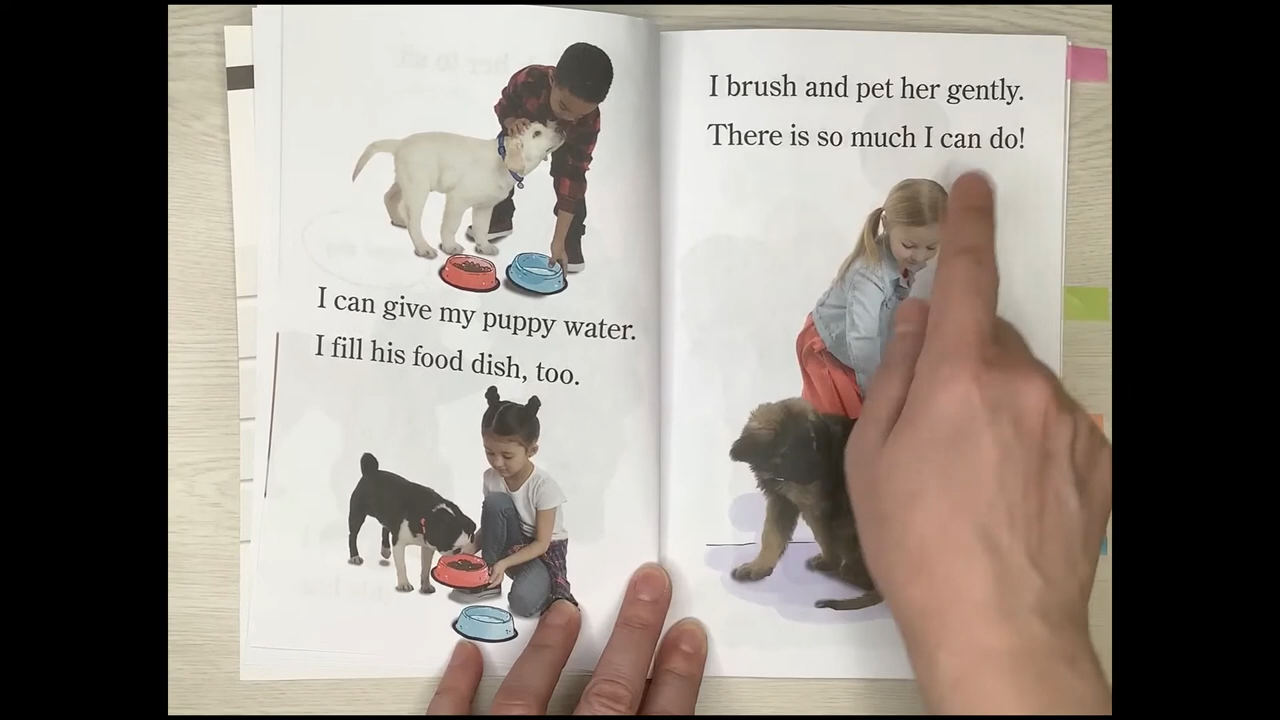 I can give my puppy water.
I fill his food dish, too.
I brush and pet her gently.
There is so much I can do!